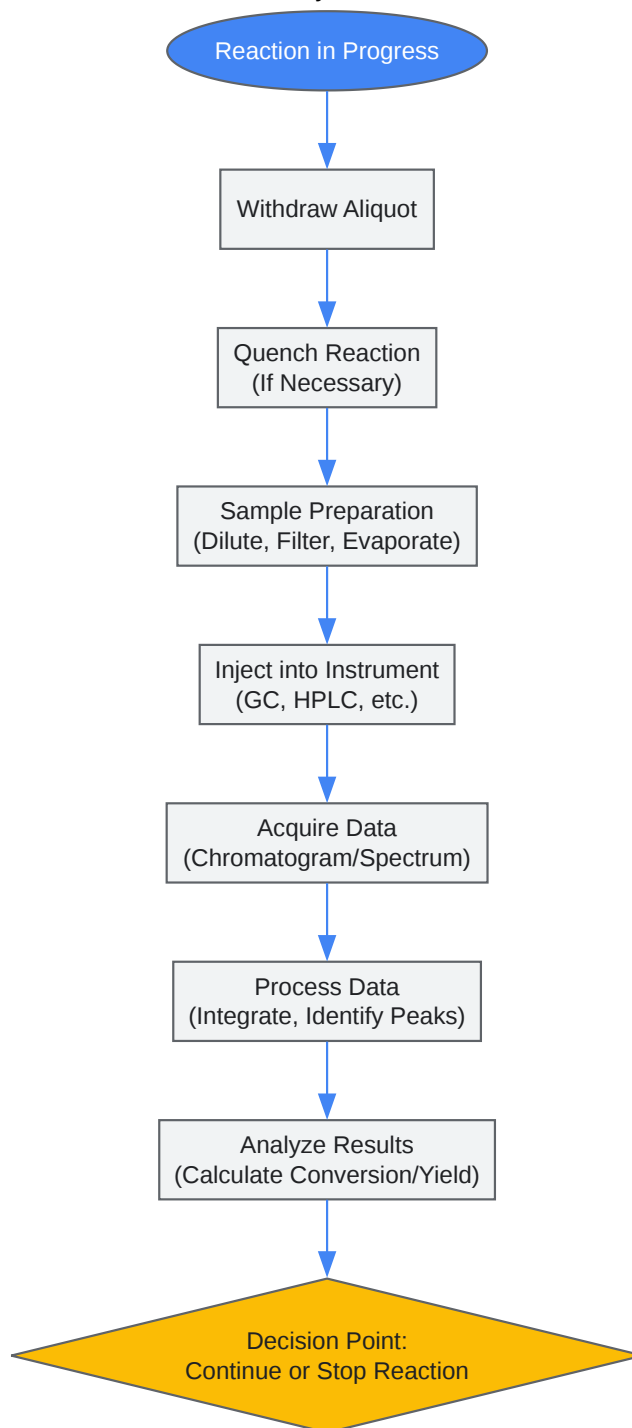 Reaction in Progress
Withdraw Aliquot
Quench Reaction
(If Necessary)
Sample Preparation
(Dilute, Filter, Evaporate)
Inject into Instrument
(GC, HPLC, etc.)
Acquire Data
(Chromatogram/Spectrum)
Process Data
(Integrate, Identify Peaks)
Analyze Results
(Calculate Conversion/Yield)
Decision Point:
Continue or Stop Reaction